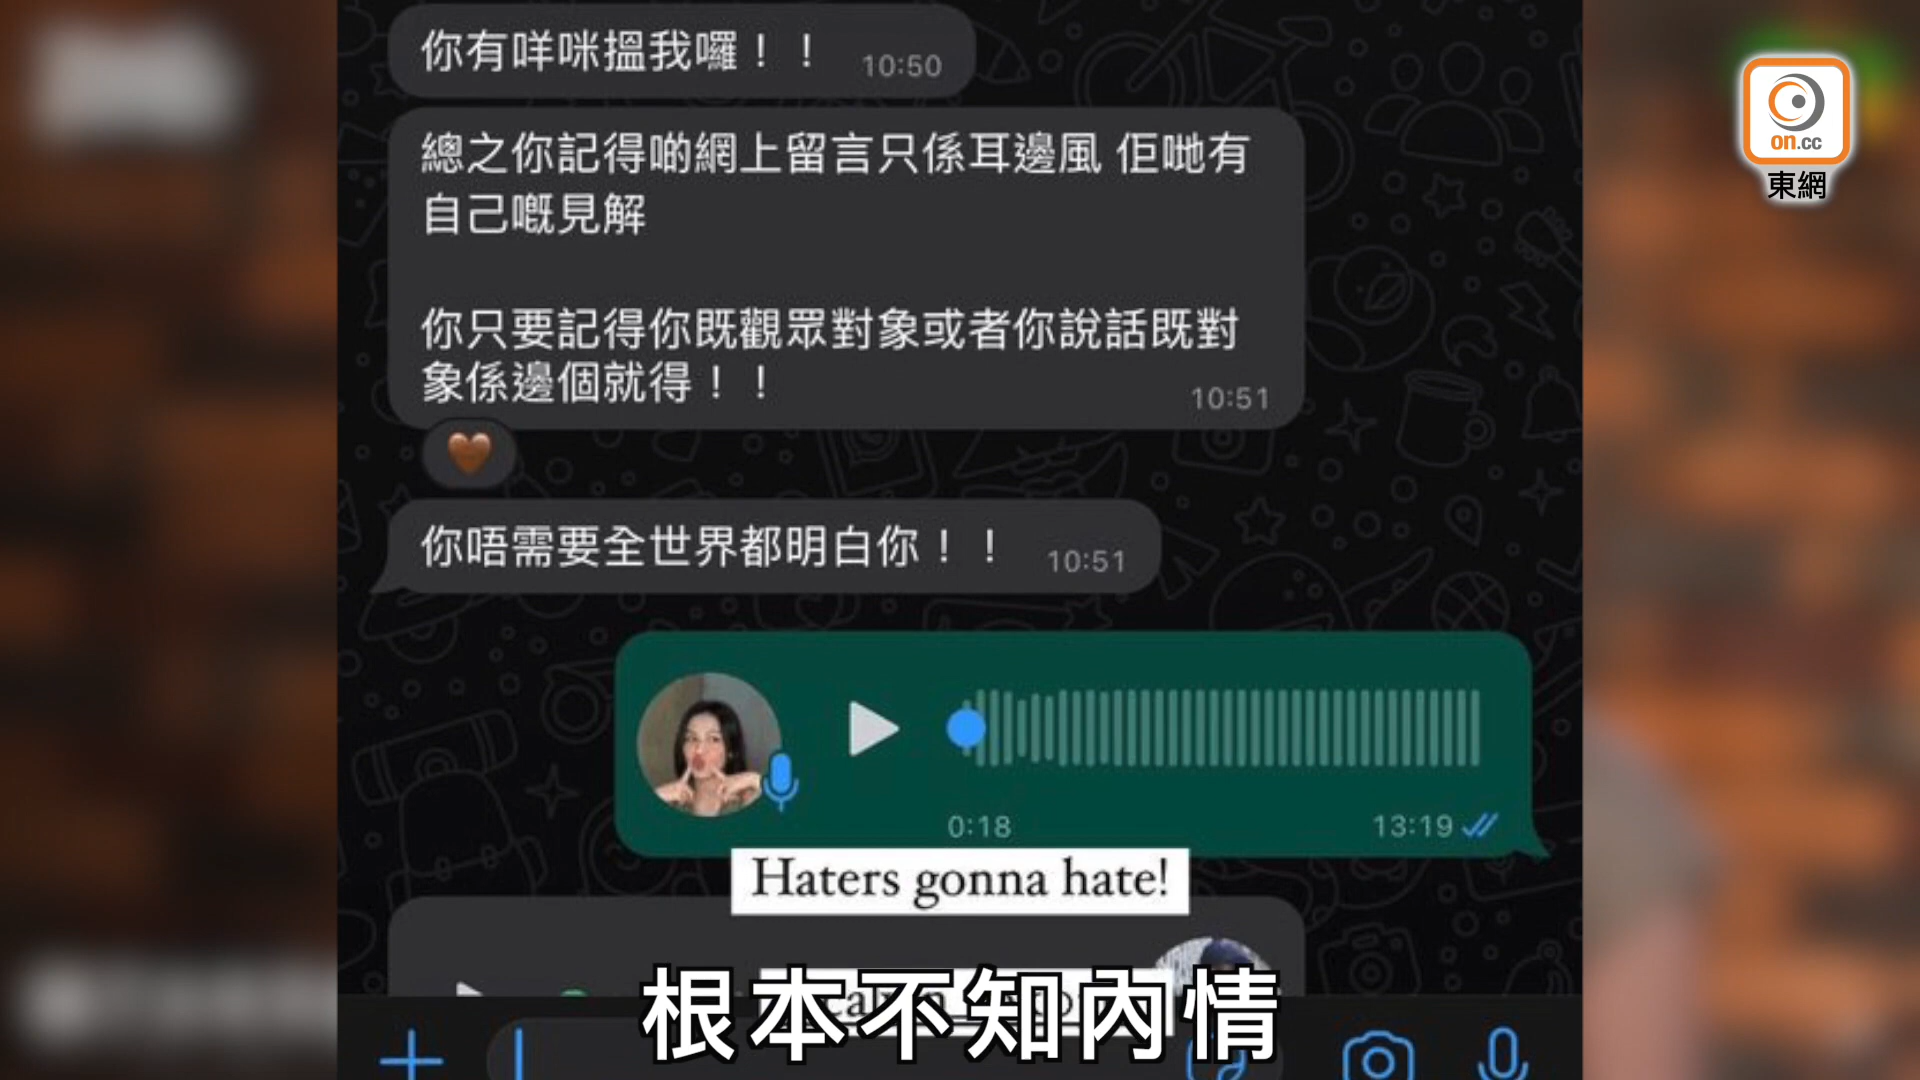 你有咩咪搵我囉！！ 10:50
on.cc
東網
總之你記得啲網上留言只係耳邊風 佢哋有
自己嘅見解
你只要記得你既觀眾對象或者你說話既對
象係邊個就得！！ 10:51
你唔需要全世界都明白你！！ 10:51
0:18 13:19
Haters gonna hate!
根本不知內情